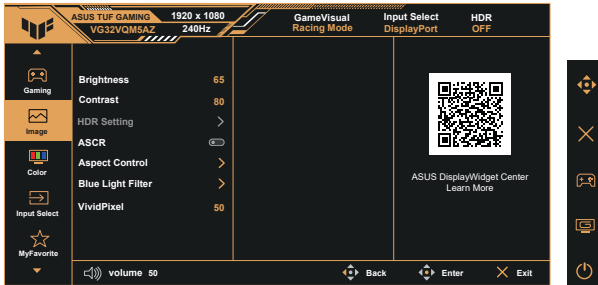 ASUS TUF GAMING 1920 x 1080
VG32VQM5AZ 240Hz
GameVisual Input Select HDR
Racing Mode DisplayPort OFF
Gaming
Image
Color
Input Select
MyFavorite
Brightness 65
Contrast 80
HDR Setting
ASCR
Aspect Control
Blue Light Filter
VividPixel 50
ASUS DisplayWidget Center
Learn More
volume 50
Back Enter Exit